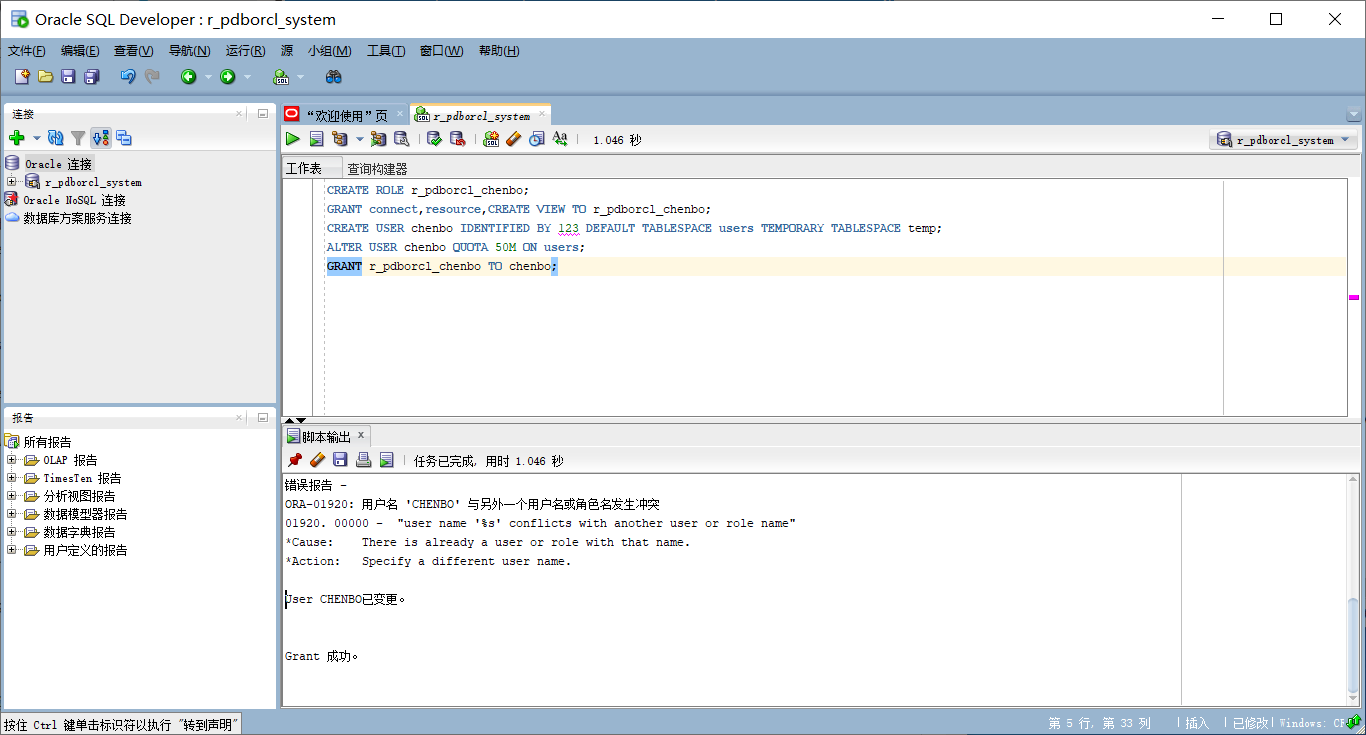 Oracle SQL Developer : r_pdborcl_system
文件(F) 编辑(E) 查看(V) 导航(N) 运行(R) 源 小组(M) 工具(T) 窗口(W) 帮助(H)
连接
Oracle 连接
r_pdborcl_system
Oracle NoSQL 连接
数据库方案服务连接
报告
所有报告
OLAP 报告
TimesTen 报告
分析视图报告
数据模型器报告
数据字典报告
用户定义的报告
“欢迎使用”页 r_pdborcl_system
1.046 秒 r_pdborcl_system
工作表 查询构建器
CREATE ROLE r_pdborcl_chenbo;
GRANT connect,resource,CREATE VIEW TO r_pdborcl_chenbo;
CREATE USER chenbo IDENTIFIED BY 123 DEFAULT TABLESPACE users TEMPORARY TABLESPACE temp;
ALTER USER chenbo QUOTA 50M ON users;
GRANT r_pdborcl_chenbo TO chenbo;
脚本输出
任务已完成, 用时 1.046 秒
错误报告 -
ORA-01920: 用户名 'CHENBO' 与另外一个用户名或角色名发生冲突
01920. 00000 - "user name '%s' conflicts with another user or role name"
*Cause: There is already a user or role with that name.
*Action: Specify a different user name.
User CHENBO已变更。
Grant 成功。
按住 Ctrl 键单击标识符以执行 "转到声明"
第 5 行, 第 33 列 | 插入 | 已修改 | Windows: CR